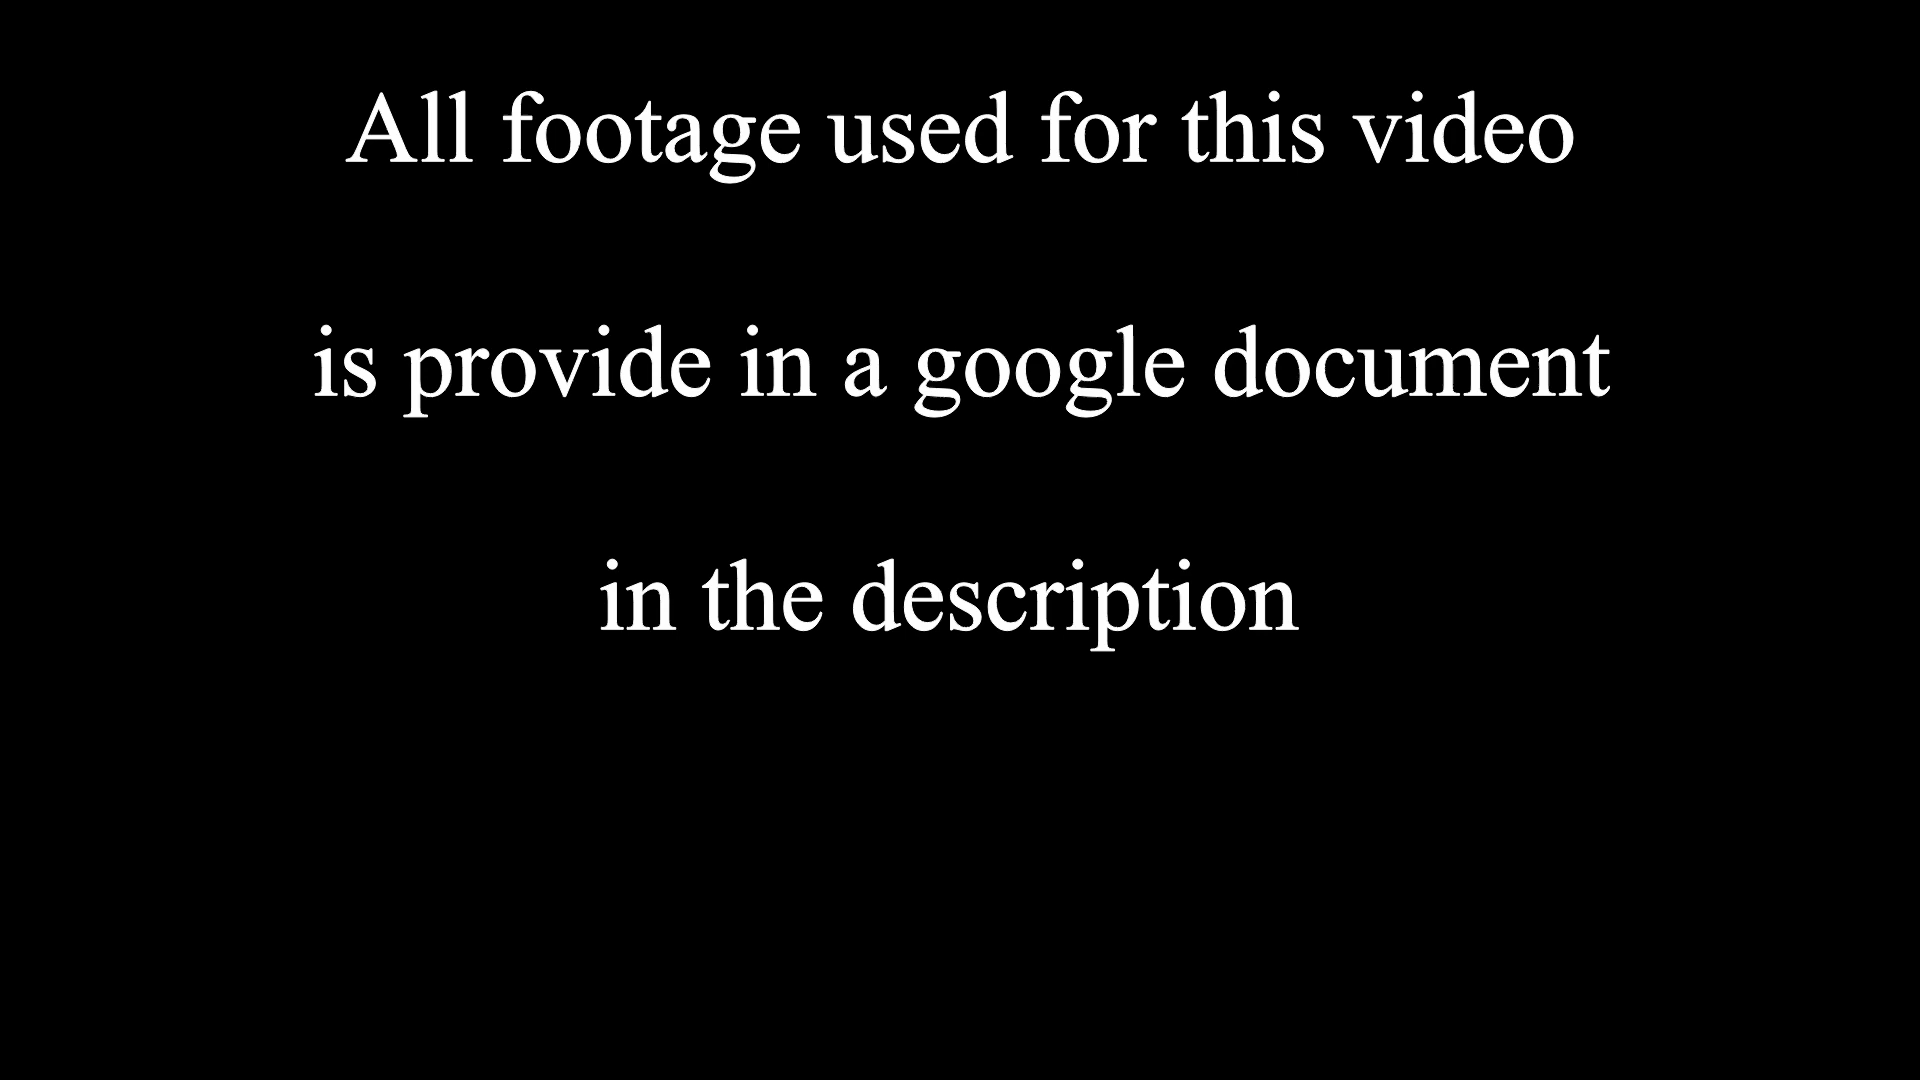 All footage used for this video
is provide in a google document
in the description